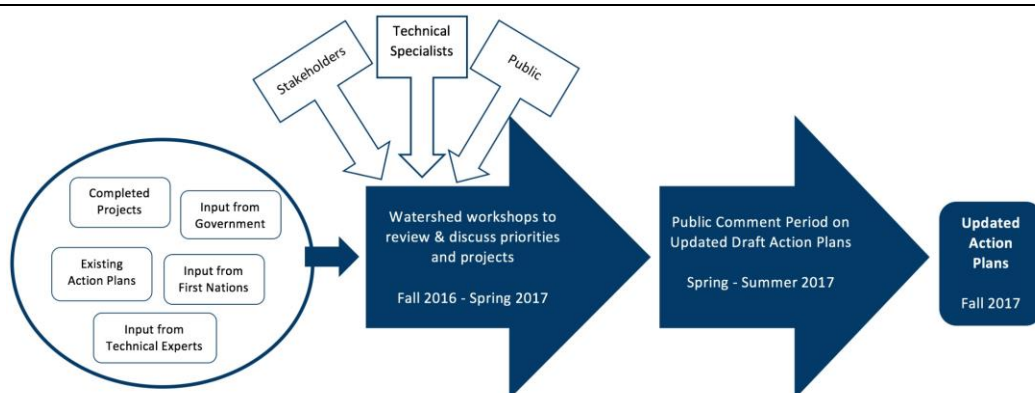 Stakeholders
Technical
Specialists
Public
Completed
Projects
Input from
Government
Existing
Action Plans
Input from
First Nations
Input from
Technical Experts
Watershed workshops to
review & discuss priorities
and projects
Fall 2016 - Spring 2017
Public Comment Period on
Updated Draft Action Plans
Spring - Summer 2017
Updated
Action
Plans
Fall 2017